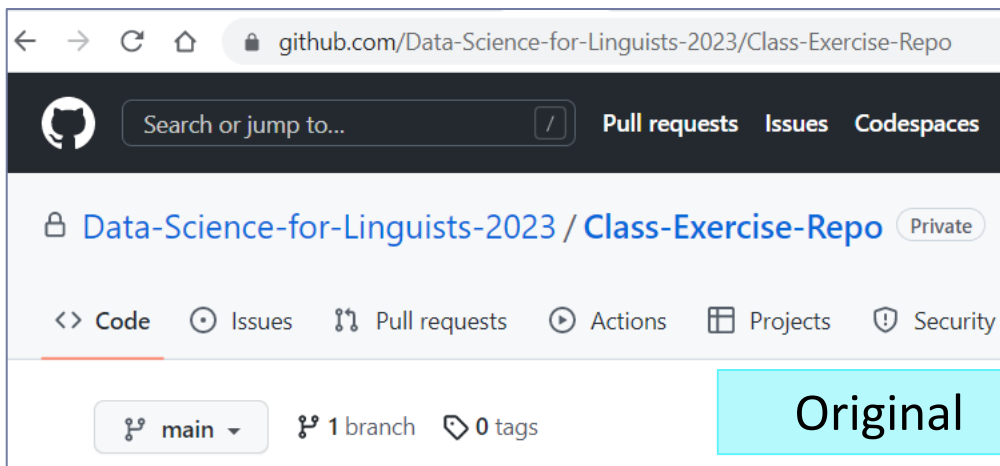 github.com/Data-Science-for-Linguists-2023/Class-Exercise-Repo
Search or jump to... / Pull requests Issues Codespaces
Data-Science-for-Linguists-2023 / Class-Exercise-Repo Private
<> Code Issues Pull requests Actions Projects Security
main 1 branch 0 tags
Original